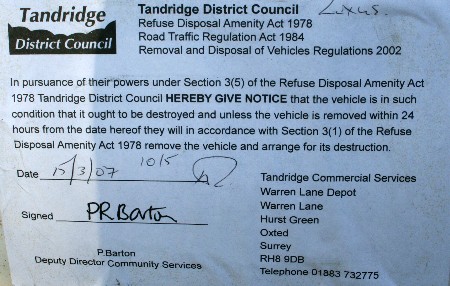 Tandridge
District Council
Tandridge District Council
Refuse Disposal Amenity Act 1978
Road Traffic Regulation Act 1984
Removal and Disposal of Vehicles Regulations 2002
In pursuance of their powers under Section 3(5) of the Refuse Disposal Amenity Act
1978 Tandridge District Council HEREBY GIVE NOTICE that the vehicle is in such
condition that it ought to be destroyed and unless the vehicle is removed within 24
hours from the date hereof they will in accordance with Section 3(1) of the Refuse
Disposal Amenity Act 1978 remove the vehicle and arrange for its destruction.
Date 15/3/07 10/5
Signed PRBarton
P.Barton
Deputy Director Community Services
Tandridge Commercial Services
Warren Lane Depot
Warren Lane
Hurst Green
Oxted
Surrey
RH8 9DB
Telephone 01883 732775